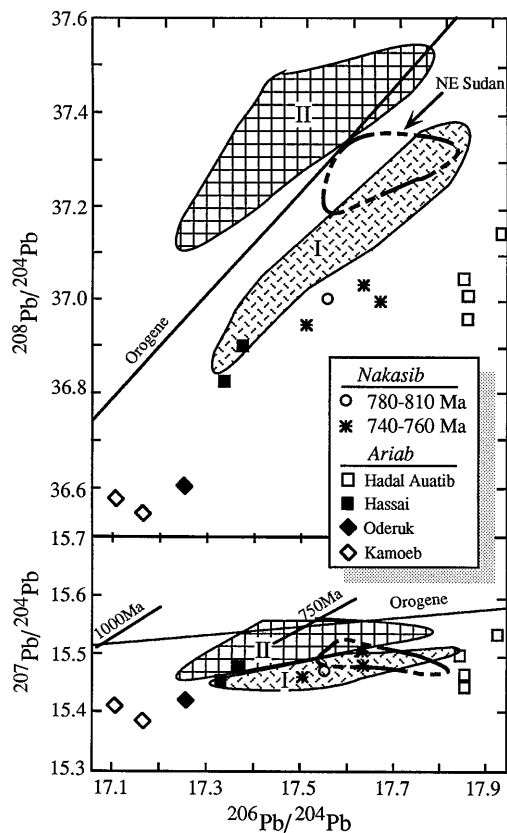 37.6
37.4
37.2
37.0
36.8
36.6
15.7
208Pb/204Pb
NE Sudan
II
I
Orogene
Nakasib
780-810 Ma
740-760 Ma
Ariab
Hadal Auatib
Hassai
Oderuk
Kamoeb
15.6
15.5
15.4
15.3
207Pb/204Pb
1000Ma
750Ma
Orogene
II
I
17.1
17.3
17.5
17.7
17.9
206Pb/204Pb